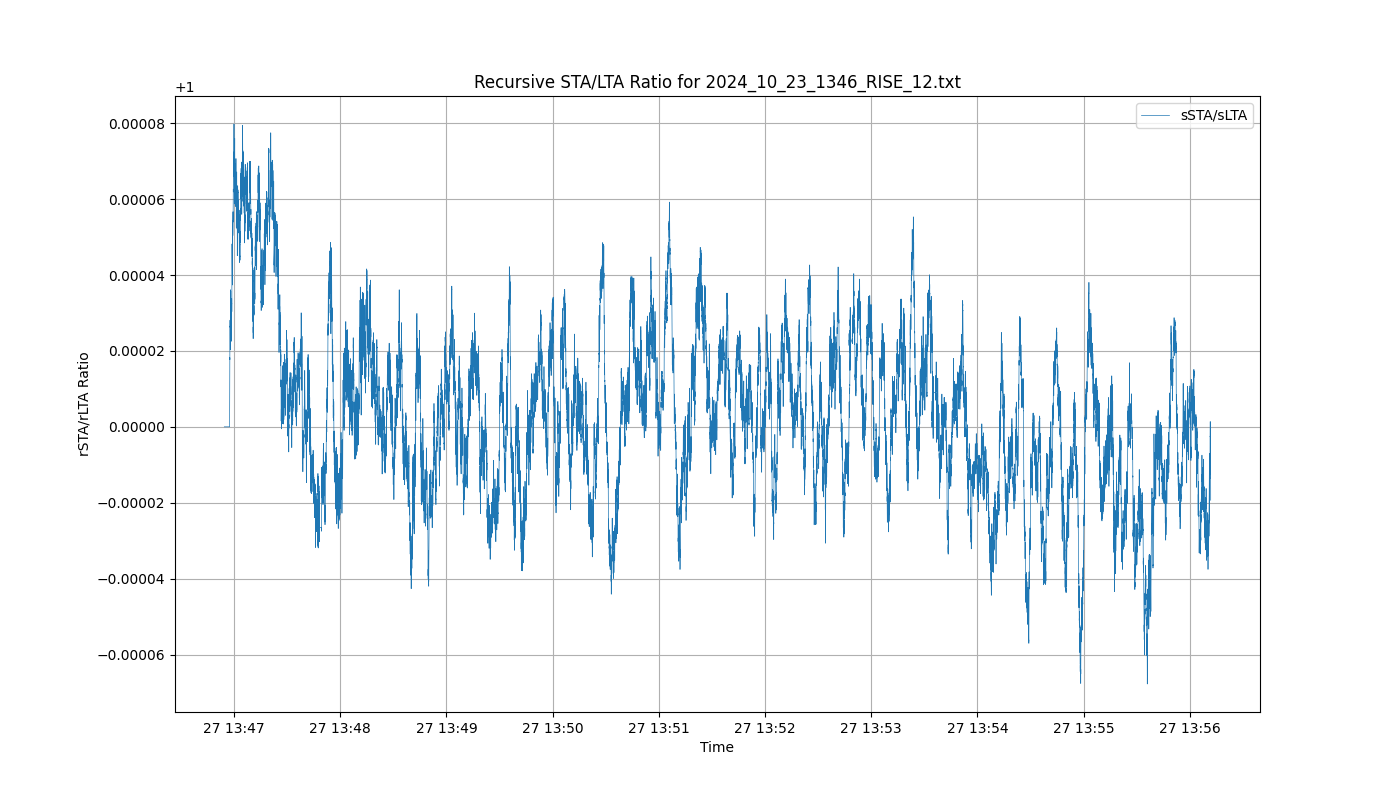 Recursive STA/LTA Ratio for 2024_10_23_1346_RISE_12.txt
+1
sSTA/sLTA
0.00008
0.00006
0.00004
0.00002
0.00000
−0.00002
−0.00004
−0.00006
rSTA/rLTA Ratio
27 13:47 27 13:48 27 13:49 27 13:50 27 13:51 27 13:52 27 13:53 27 13:54 27 13:55 27 13:56
Time